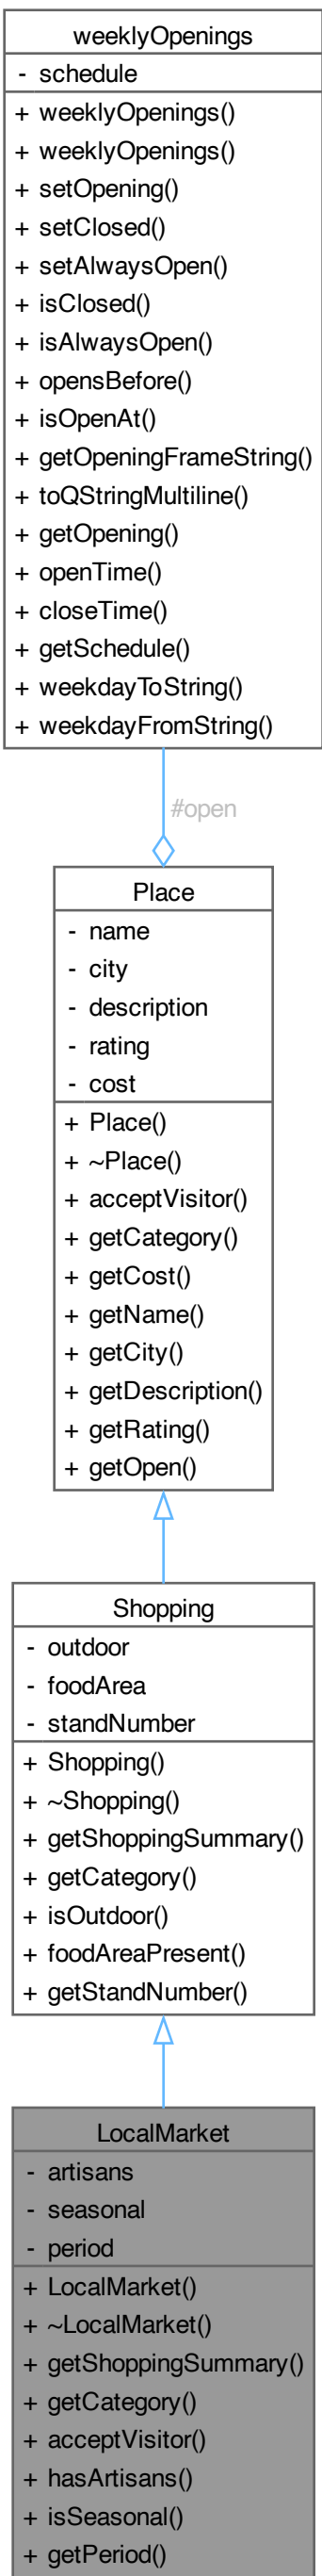 weeklyOpenings
- schedule
+ weeklyOpenings()
+ weeklyOpenings()
+ setOpening()
+ setClosed()
+ setAlwaysOpen()
+ isClosed()
+ isAlwaysOpen()
+ opensBefore()
+ isOpenAt()
+ getOpeningFrameString()
+ toQStringMultiline()
+ getOpening()
+ openTime()
+ closeTime()
+ getSchedule()
+ weekdayToString()
+ weekdayFromString()
#open
Place
- name
- city
- description
- rating
- cost
+ Place()
+ ~Place()
+ acceptVisitor()
+ getCategory()
+ getCost()
+ getName()
+ getCity()
+ getDescription()
+ getRating()
+ getOpen()
Shopping
- outdoor
- foodArea
- standNumber
+ Shopping()
+ ~Shopping()
+ getShoppingSummary()
+ getCategory()
+ isOutdoor()
+ foodAreaPresent()
+ getStandNumber()
LocalMarket
- artisans
- seasonal
- period
+ LocalMarket()
+ ~LocalMarket()
+ getShoppingSummary()
+ getCategory()
+ acceptVisitor()
+ hasArtisans()
+ isSeasonal()
+ getPeriod()